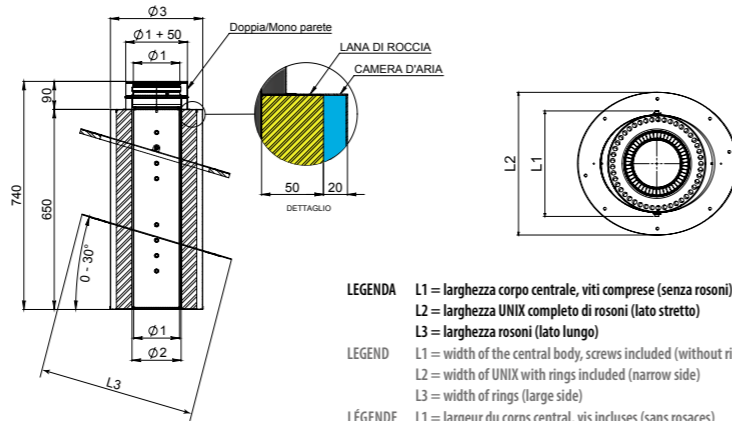 Ø3
Ø1 + 50
Ø1
Doppia/Mono parete
LANA DI ROCCIA
CAMERA D'ARIA
90
740
650
50
20
DETTAGLIO
0 - 30°
Ø1
Ø2
L3
L2
L1
LEGENDA L1 = larghezza corpo centrale, viti comprese (senza rosoni)
L2 = larghezza UNIX completo di rosoni (lato stretto)
L3 = larghezza rosoni (lato lungo)
LEGEND L1 = width of the central body, screws included (without ri
L2 = width of UNIX with rings included (narrow side)
L3 = width of rings (large side)
LÉGENDE L1 = largeur du corps central, vis incluses (sans rosaces)